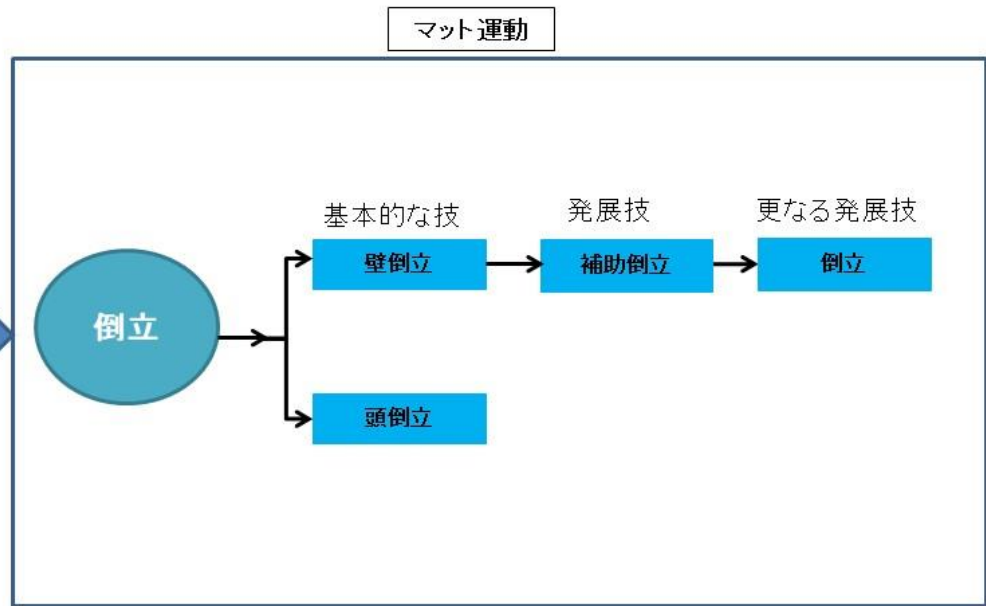 マット運動
基本的な技
発展技
更なる発展技
壁倒立
補助倒立
倒立
倒立
頭倒立